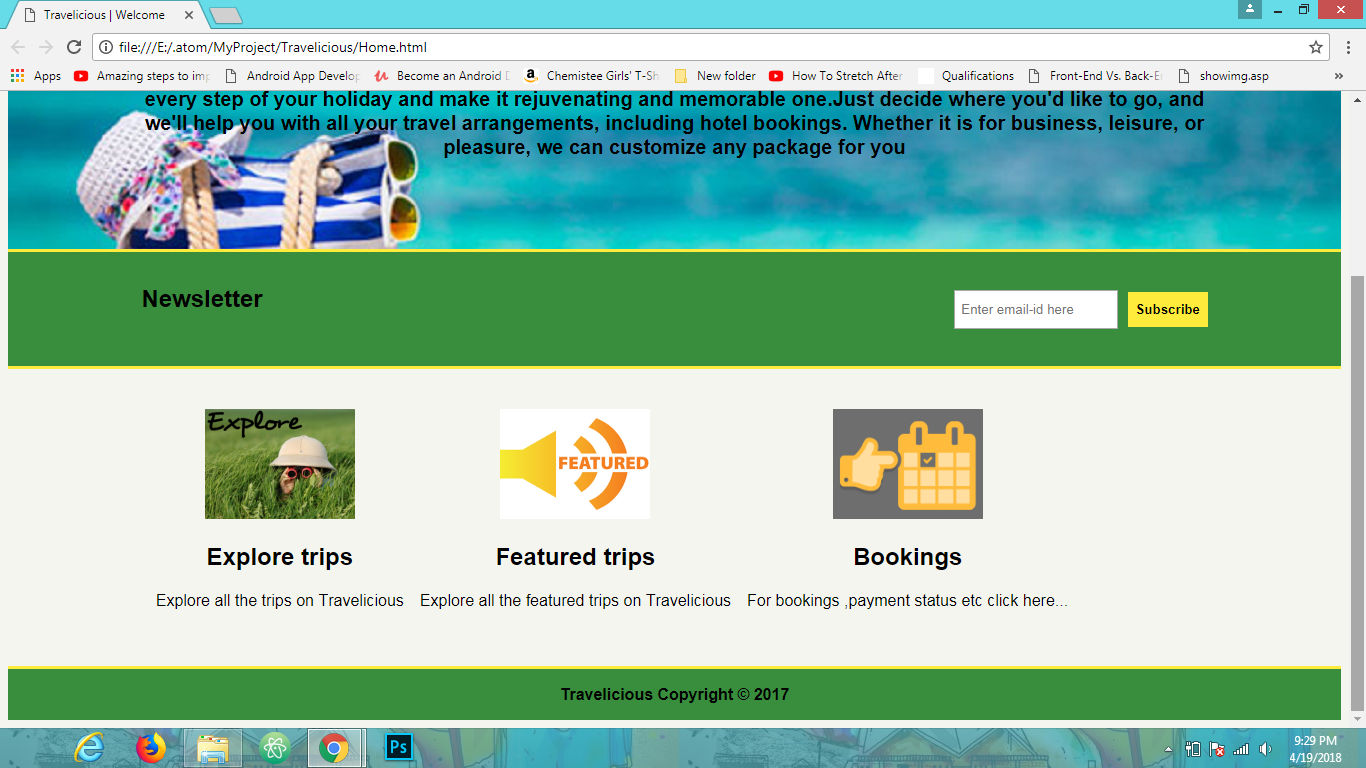 Travelicious | Welcome
file:///E:/.atom/MyProject/Travelicious/Home.html
Apps Amazing steps to imp Android App Develop Become an Android D Chemistee Girls' T-Sh New folder How To Stretch After Qualifications Front-End Vs. Back-E showimg.asp »
every step of your holiday and make it rejuvenating and memorable one.Just decide where you'd like to go, and
we'll help you with all your travel arrangements, including hotel bookings. Whether it is for business, leisure, or
pleasure, we can customize any package for you
Newsletter
Enter email-id here Subscribe
Explore FEATURED
Explore trips Featured trips Bookings
Explore all the trips on Travelicious Explore all the featured trips on Travelicious For bookings ,payment status etc click here...
Travelicious Copyright © 2017
Ps
9:29 PM
4/19/2018